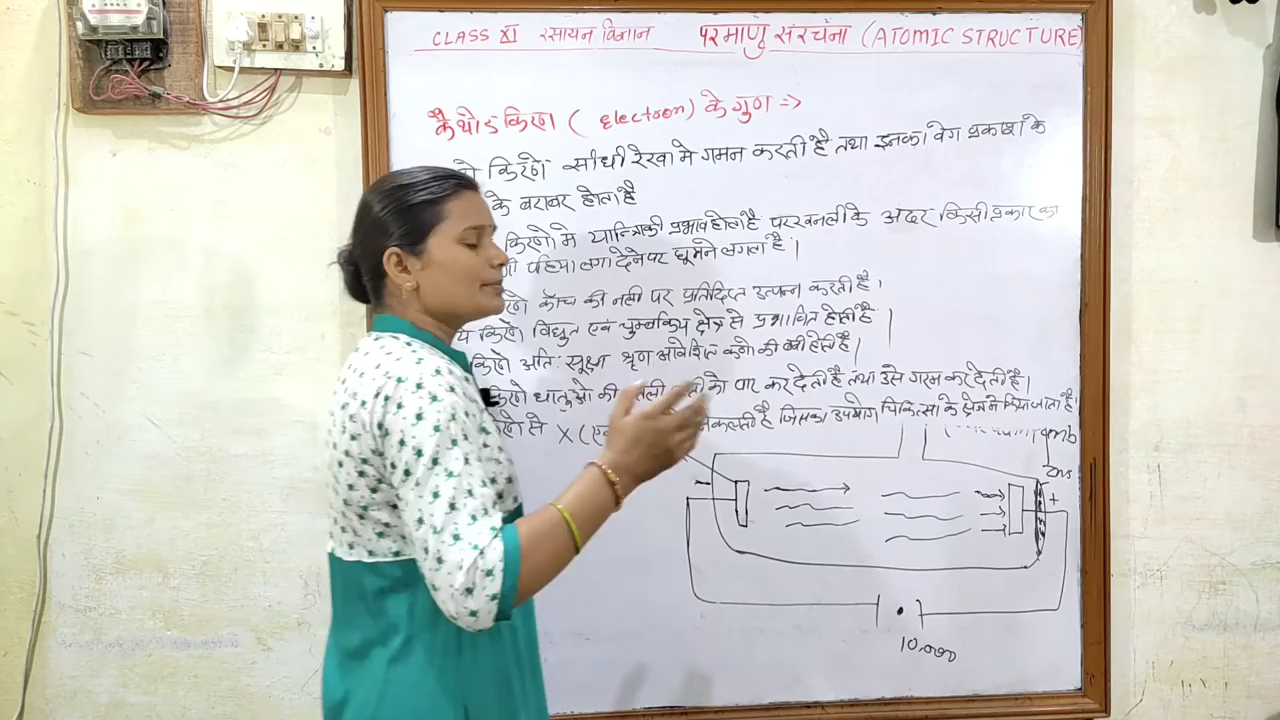 CLASS XI रसायन विज्ञान परमाणु संरचना (ATOMIC STRUCTURE)
कैथोड किरण ( Electron) के गुण =>
किरणें सीधी रेखा मे गमन करती है तथा इनका वेग प्रकाश के
के बराबर होता है
किरणो मे यान्त्रिकी प्रभाव होता है परखनली के अंदर किसी प्रकार का
पहिया लगा देने पर घूमने लगता है |
काँच की नली पर प्रतिदिप्त उत्पन्न करती है |
किरणे विधुत एवं चुम्बकिय क्षेत्र से प्रभावित होती है |
किरणे अति सूक्ष्म ऋण आवेशित कणो की बनी होती है |
किरणे धातुओ की को पार कर देती है तथा उसे गरम कर देती है |
से X ( है जिसका उपयोग चिकित्सा के क्षेत्र मे किया जाता है |
Zns
- +
10,000